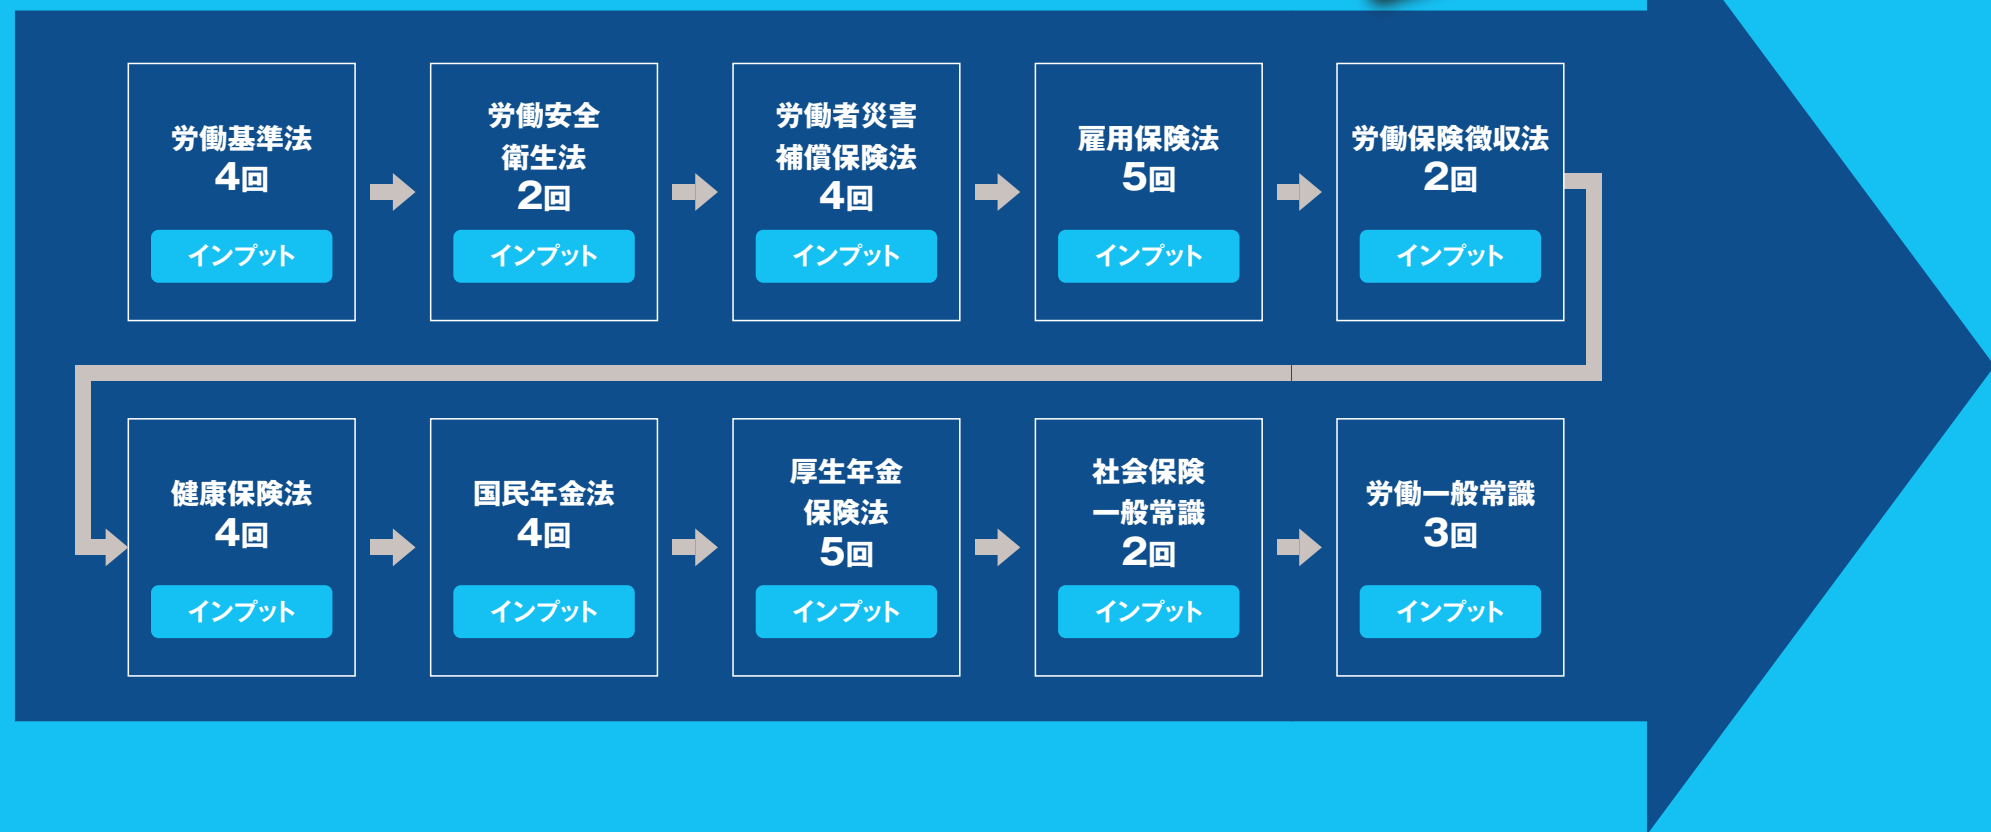 労働基準法
4回
インプット
労働安全
衛生法
2回
インプット
労働者災害
補償保険法
4回
インプット
雇用保険法
5回
インプット
労働保険徴収法
2回
インプット
健康保険法
4回
インプット
国民年金法
4回
インプット
厚生年金
保険法
5回
インプット
社会保険
一般常識
2回
インプット
労働一般常識
3回
インプット